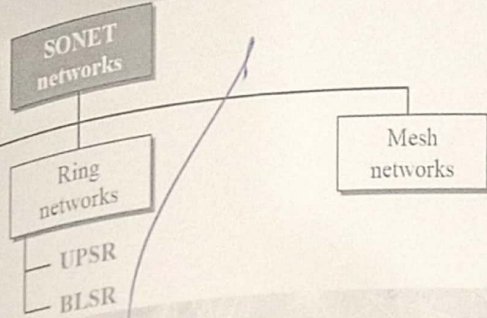 SONET
networks
Ring
networks
Mesh
networks
UPSR
BLSR